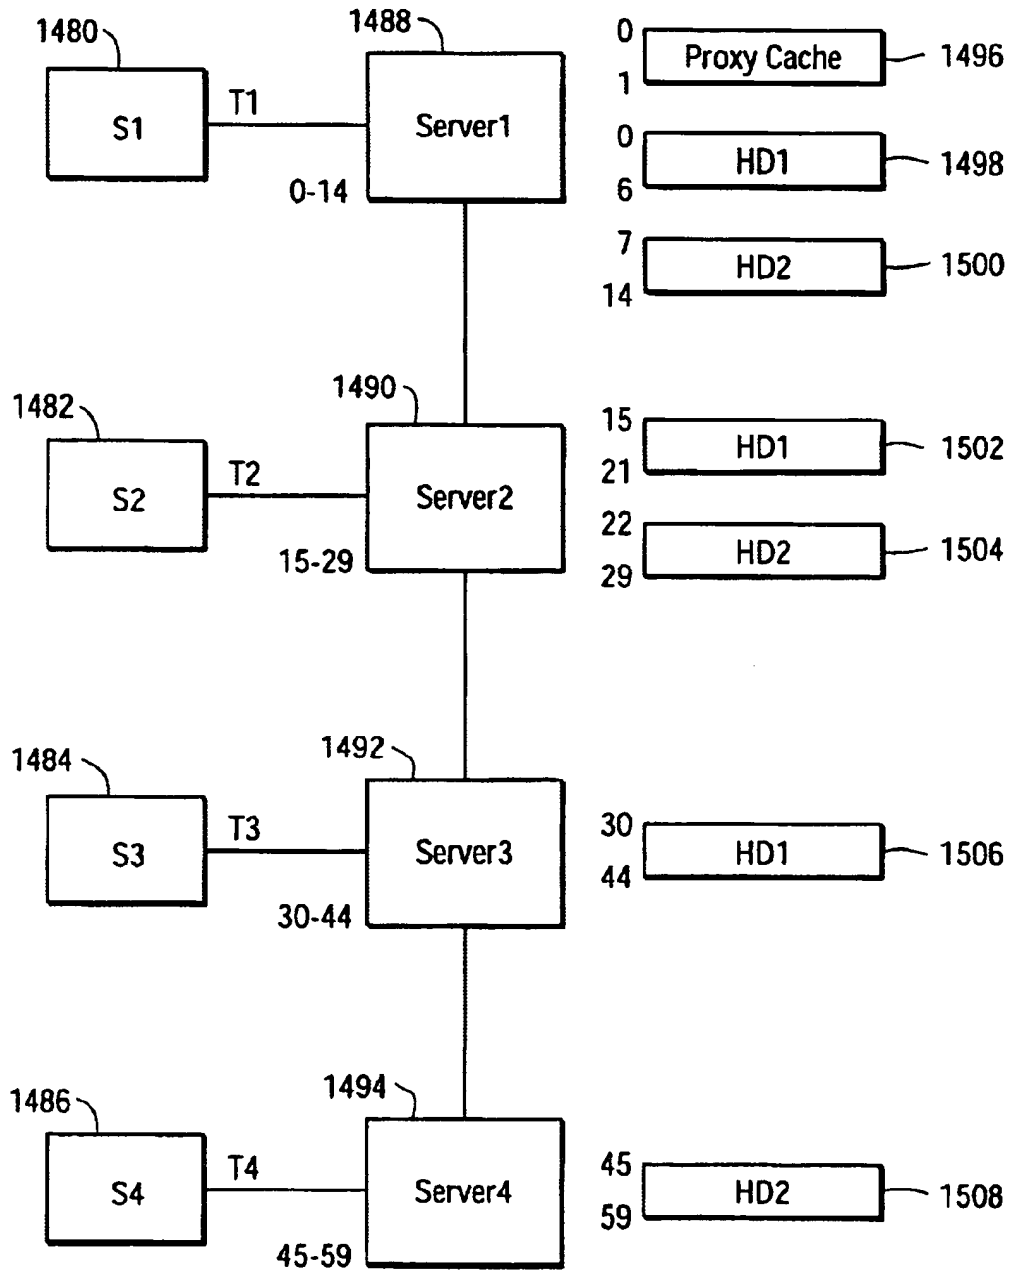 1480
S1
T1
1488
Server1
0-14
0
Proxy Cache
1
1496
0
HD1
6
1498
7
HD2
14
1500
1482
S2
T2
1490
Server2
15-29
15
HD1
21
1502
22
HD2
29
1504
1484
S3
T3
1492
Server3
30-44
30
HD1
44
1506
1486
S4
T4
1494
Server4
45-59
45
HD2
59
1508